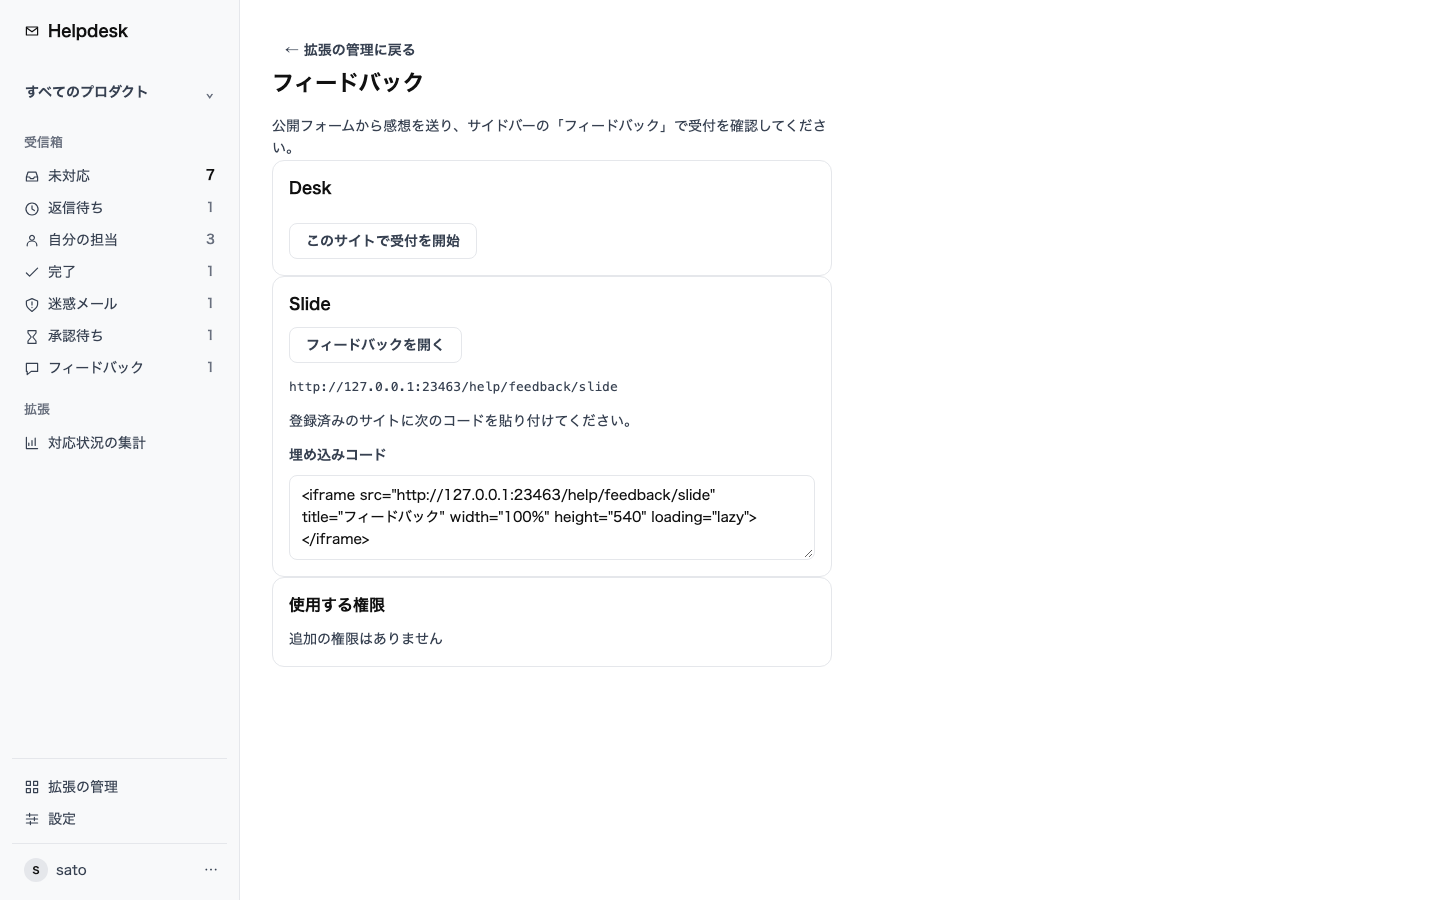 Helpdesk
すべてのプロダクト
受信箱
未対応 7
返信待ち 1
自分の担当 3
完了 1
迷惑メール 1
承認待ち 1
フィードバック 1
拡張
対応状況の集計
拡張の管理
設定
S sato ...
← 拡張の管理に戻る
フィードバック
公開フォームから感想を送り、サイドバーの「フィードバック」で受付を確認してくださ
い。
Desk
このサイトで受付を開始
Slide
フィードバックを開く
http://127.0.0.1:23463/help/feedback/slide
登録済みのサイトに次のコードを貼り付けてください。
埋め込みコード
<iframe src="http://127.0.0.1:23463/help/feedback/slide"
title="フィードバック" width="100%" height="540" loading="lazy">
</iframe>
使用する権限
追加の権限はありません